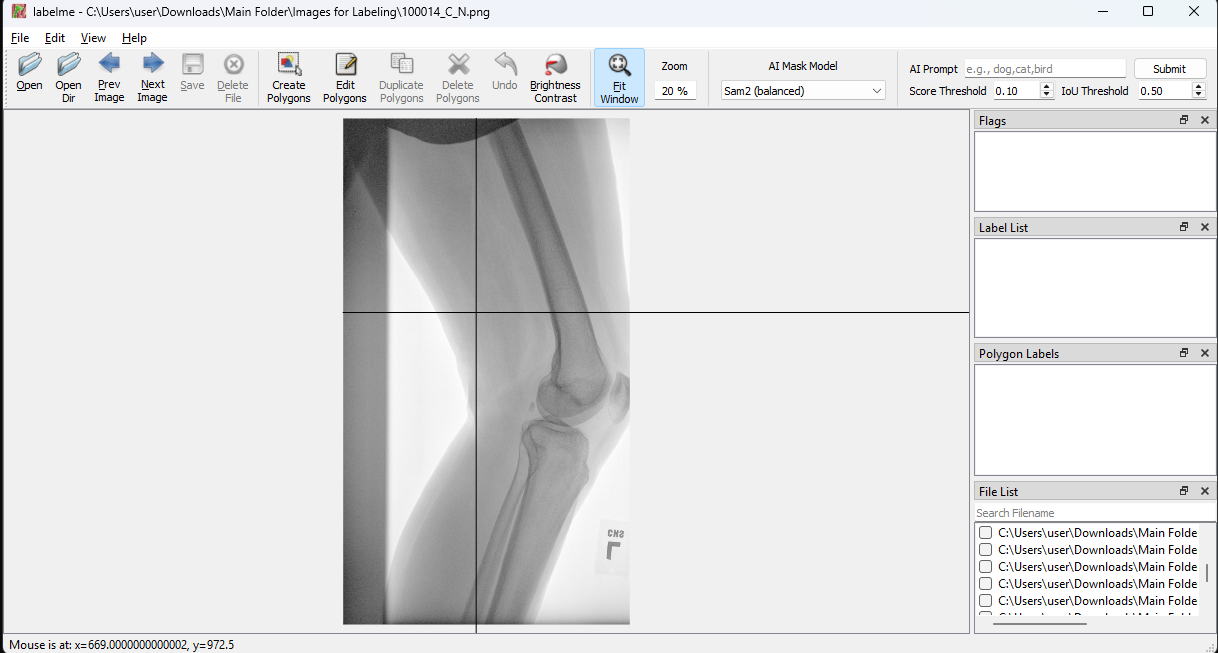 labelme - C:\Users\user\Downloads\Main Folder\Images for Labeling\100014_C_N.png
File Edit View Help
Open
Open Dir
Prev Image
Next Image
Save
Delete File
Create Polygons
Edit Polygons
Duplicate Polygons
Delete Polygons
Undo
Brightness Contrast
Fit Window
Zoom
20 %
AI Mask Model
Sam2 (balanced)
AI Prompt e.g., dog,cat,bird Submit
Score Threshold 0.10 IoU Threshold 0.50
Flags
Label List
Polygon Labels
File List
Search Filename
C:\Users\user\Downloads\Main Folde
C:\Users\user\Downloads\Main Folde
C:\Users\user\Downloads\Main Folde
C:\Users\user\Downloads\Main Folde
C:\Users\user\Downloads\Main Folde
CHS
L
Mouse is at: x=669.0000000000002, y=972.5